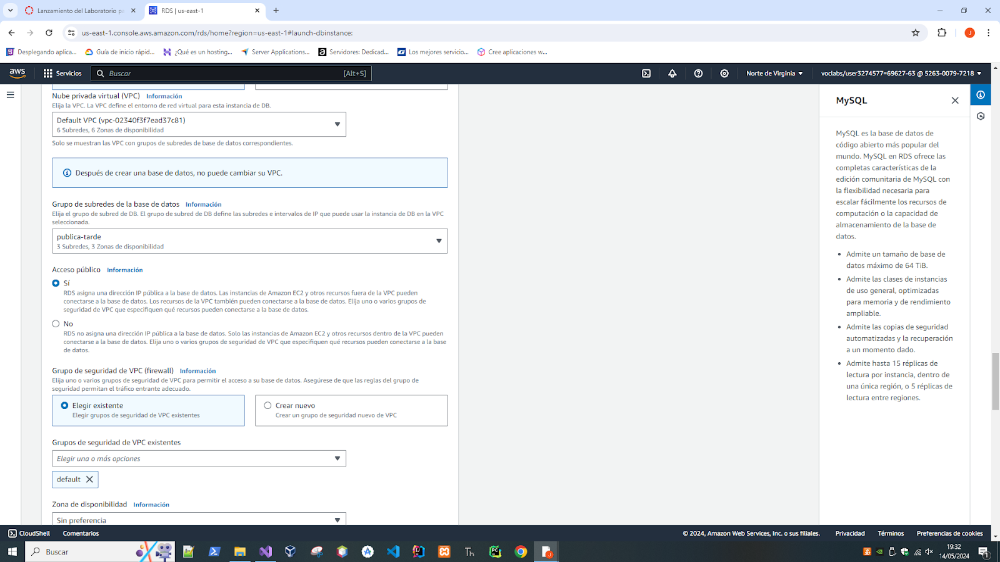 Lanzamiento del Laboratorio pa
RDS | us-east-1
us-east-1.console.aws.amazon.com/rds/home?region=us-east-1#launch-dbinstance:
J
Desplegando aplica...
Guía de inicio rápid...
¿Qué es un hosting...
Server Applications...
Servidores: Dedicad...
Los mejores servicio...
Cree aplicaciones w...
aws
Servicios
Buscar
[Alt+S]
Norte de Virginia
voclabs/user3274577=69627-63 @ 5263-0079-7218
Nube privada virtual (VPC) Información
Elija la VPC. La VPC define el entorno de red virtual para esta instancia de DB.
Default VPC (vpc-02340f3f7ead37c81)
6 Subredes, 6 Zonas de disponibilidad
Solo se muestran las VPC con grupos de subredes de base de datos correspondientes.
Después de crear una base de datos, no puede cambiar su VPC.
Grupo de subredes de la base de datos Información
Elija el grupo de subred de DB. El grupo de subred de DB define las subredes e intervalos de IP que puede usar la instancia de DB en la VPC
seleccionada.
publica-tarde
3 Subredes, 3 Zonas de disponibilidad
Acceso público Información
Sí
RDS asigna una dirección IP pública a la base de datos. Las instancias de Amazon EC2 y otros recursos fuera de la VPC pueden
conectarse a la base de datos. Los recursos de la VPC también pueden conectarse a la base de datos. Elija uno o varios grupos de
seguridad de VPC que especifiquen qué recursos pueden conectarse a la base de datos.
No
RDS no asigna una dirección IP pública a la base de datos. Solo las instancias de Amazon EC2 y otros recursos dentro de la VPC pueden
conectarse a la base de datos. Elija uno o varios grupos de seguridad de VPC que especifiquen qué recursos pueden conectarse a la base
de datos.
Grupo de seguridad de VPC (firewall) Información
Elija uno o varios grupos de seguridad de VPC para permitir el acceso a su base de datos. Asegúrese de que las reglas del grupo de
seguridad permitan el tráfico entrante adecuado.
Elegir existente
Elegir grupos de seguridad de VPC existentes
Crear nuevo
Crear un grupo de seguridad nuevo de VPC
Grupos de seguridad de VPC existentes
Elegir una o más opciones
default
Zona de disponibilidad Información
Sin preferencia
MySQL
MySQL es la base de datos de
código abierto más popular del
mundo. MySQL en RDS ofrece las
completas características de la
edición comunitaria de MySQL con
la flexibilidad necesaria para
escalar fácilmente los recursos de
computación o la capacidad de
almacenamiento de la base de
datos.
• Admite un tamaño de base de
datos máximo de 64 TiB.
• Admite las clases de instancias
de uso general, optimizadas
para memoria y de rendimiento
ampliable.
• Admite las copias de seguridad
automatizadas y la recuperación
a un momento dado.
• Admite hasta 15 réplicas de
lectura por instancia, dentro de
una única región, o 5 réplicas de
lectura entre regiones.
CloudShell
Comentarios
© 2024, Amazon Web Services, Inc. o sus filiales.
Privacidad
Términos
Preferencias de cookies
Buscar
19:32
14/05/2024